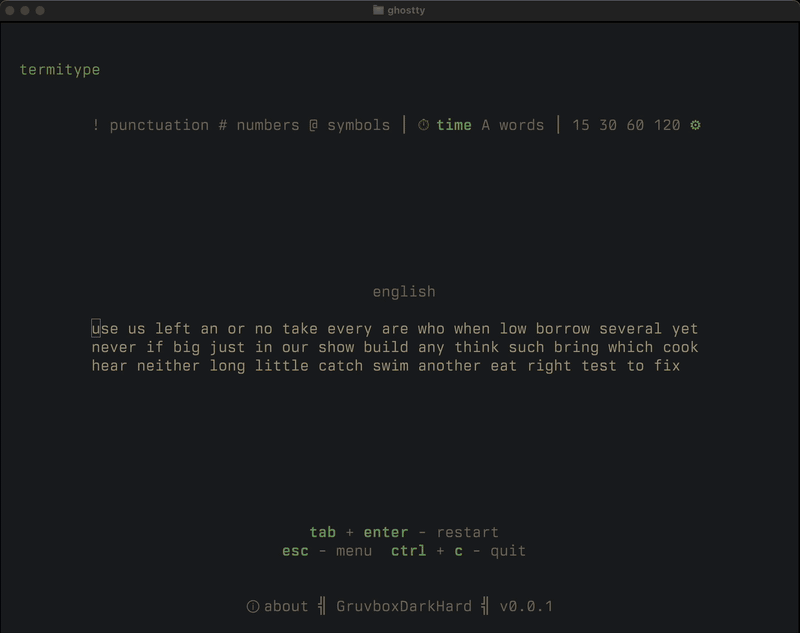 ghostty
termitype
! punctuation # numbers @ symbols | ⏱ time A words | 15 30 60 120 ⚙
english
use us left an or no take every are who when low borrow several yet
never if big just in our show build any think such bring which cook
hear neither long little catch swim another eat right test to fix
tab + enter - restart
esc - menu ctrl + c - quit
ⓘ about ╣ GruvboxDarkHard ╣ v0.0.1